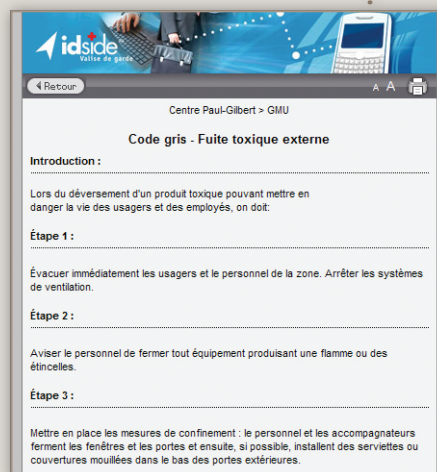 idside
Valise de garde
Retour
A A
Centre Paul-Gilbert > GMU
Code gris - Fuite toxique externe
Introduction :
Lors du déversement d'un produit toxique pouvant mettre en
danger la vie des usagers et des employés, on doit:
Étape 1 :
Évacuer immédiatement les usagers et le personnel de la zone. Arrêter les systèmes
de ventilation.
Étape 2 :
Aviser le personnel de fermer tout équipement produisant une flamme ou des
étincelles.
Étape 3 :
Mettre en place les mesures de confinement : le personnel et les accompagnateurs
ferment les fenêtres et les portes et ensuite, si possible, installent des serviettes ou
couvertures mouillées dans le bas des portes extérieures.